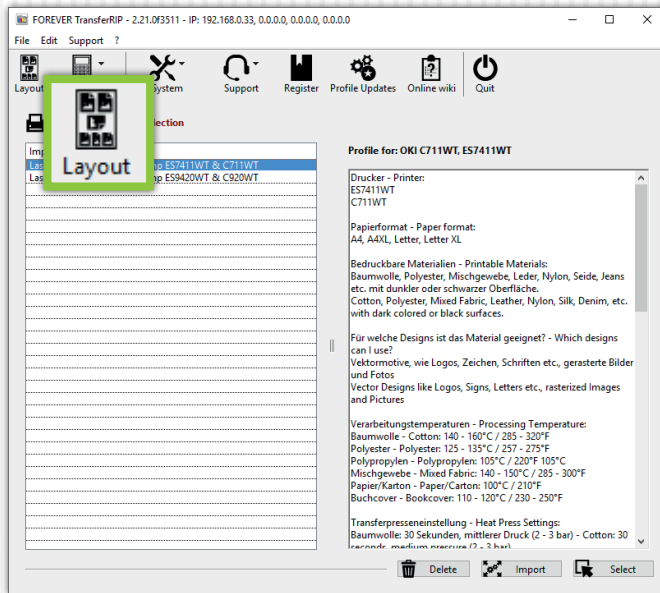 FOREVER TransferRIP - 2.21.0f3511 - IP: 192.168.0.33, 0.0.0.0, 0.0.0.0, 0.0.0.0
File Edit Support ?
Layout System Support Register Profile Updates Online wiki Quit
Layout
lection
Imp
Las p ES7411WT & C711WT
Las mp ES9420WT & C920WT
Profile for: OKI C711WT, ES7411WT
Drucker - Printer:
ES7411WT
C711WT
Papierformat - Paper format:
A4, A4XL, Letter, Letter XL
Bedruckbare Materialien - Printable Materials:
Baumwolle, Polyester, Mischgewebe, Leder, Nylon, Seide, Jeans
etc. mit dunkler oder schwarzer Oberfläche.
Cotton, Polyester, Mixed Fabric, Leather, Nylon, Silk, Denim, etc.
with dark colored or black surfaces.
Für welche Designs ist das Material geeignet? - Which designs
can I use?
Vektormotive, wie Logos, Zeichen, Schriften etc., gerasterte Bilder
und Fotos
Vector Designs like Logos, Signs, Letters etc., rasterized Images
and Pictures
Verarbeitungstemperaturen - Processing Temperature:
Baumwolle - Cotton: 140 - 160°C / 285 - 320°F
Polyester - Polyester: 125 - 135°C / 257 - 275°F
Polypropylen - Polypropylen: 105°C / 220°F 105°C
Mischgewebe - Mixed Fabric: 140 - 150°C / 285 - 300°F
Papier/Karton - Paper/Carton: 100°C / 210°F
Buchcover - Bookcover: 110 - 120°C / 230 - 250°F
Transferpresseneinstellung - Heat Press Settings:
Baumwolle: 30 Sekunden, mittlerer Druck (2 - 3 bar) - Cotton: 30
seconds, medium pressure (2 - 3 bar)
Delete Import Select